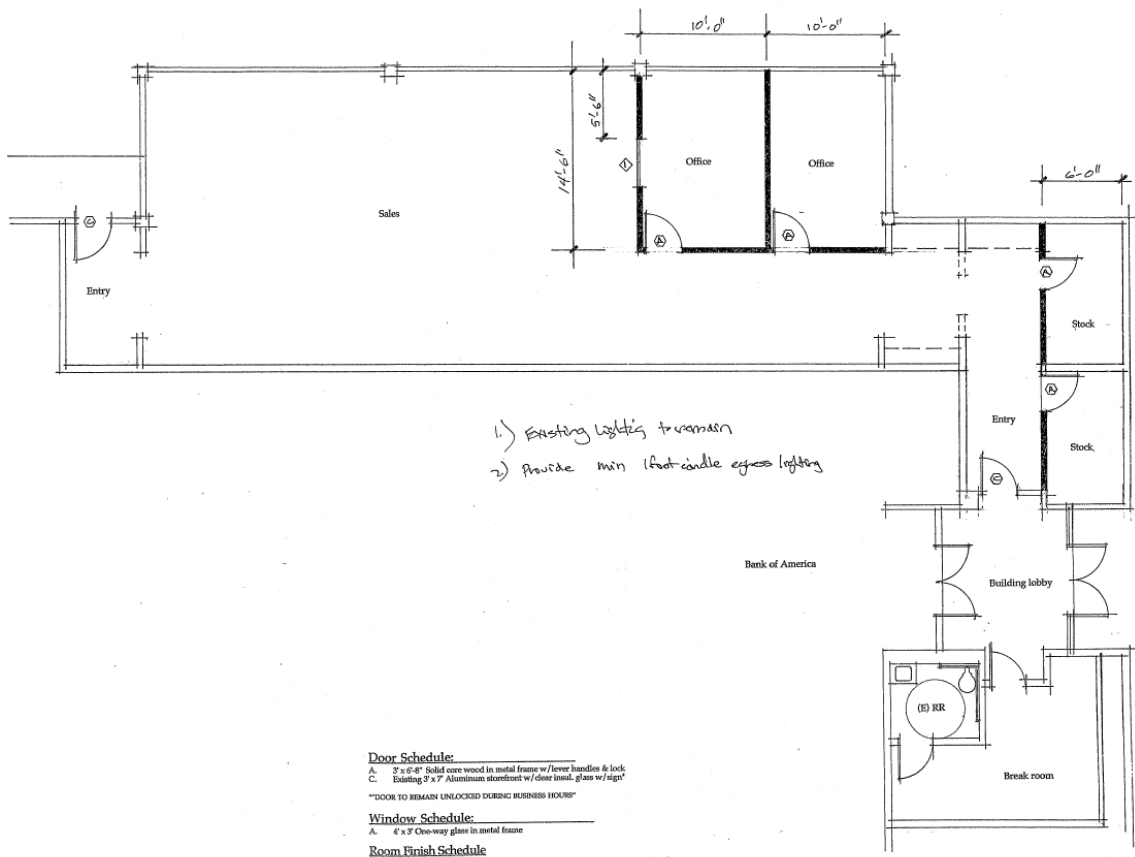 10'-0" 10'-0"
5'-6"
14'-6"
1
Office
Office
6'-0"
Sales
C
A
A
A
Entry
Stock
A
Entry
Stock
C
1.) Existing lighting to remain
2.) Provide min 1 foot candle egress lighting
Bank of America
Building lobby
(E) RR
Break room
Door Schedule:
A. 3' x 6'-8" Solid core wood in metal frame w/lever handles & lock
C. Existing 3' x 7' Aluminum storefront w/clear insul. glass w/sign*
"*DOOR TO REMAIN UNLOCKED DURING BUSINESS HOURS"
Window Schedule:
A. 4' x 3' One-way glass in metal frame
Room Finish Schedule